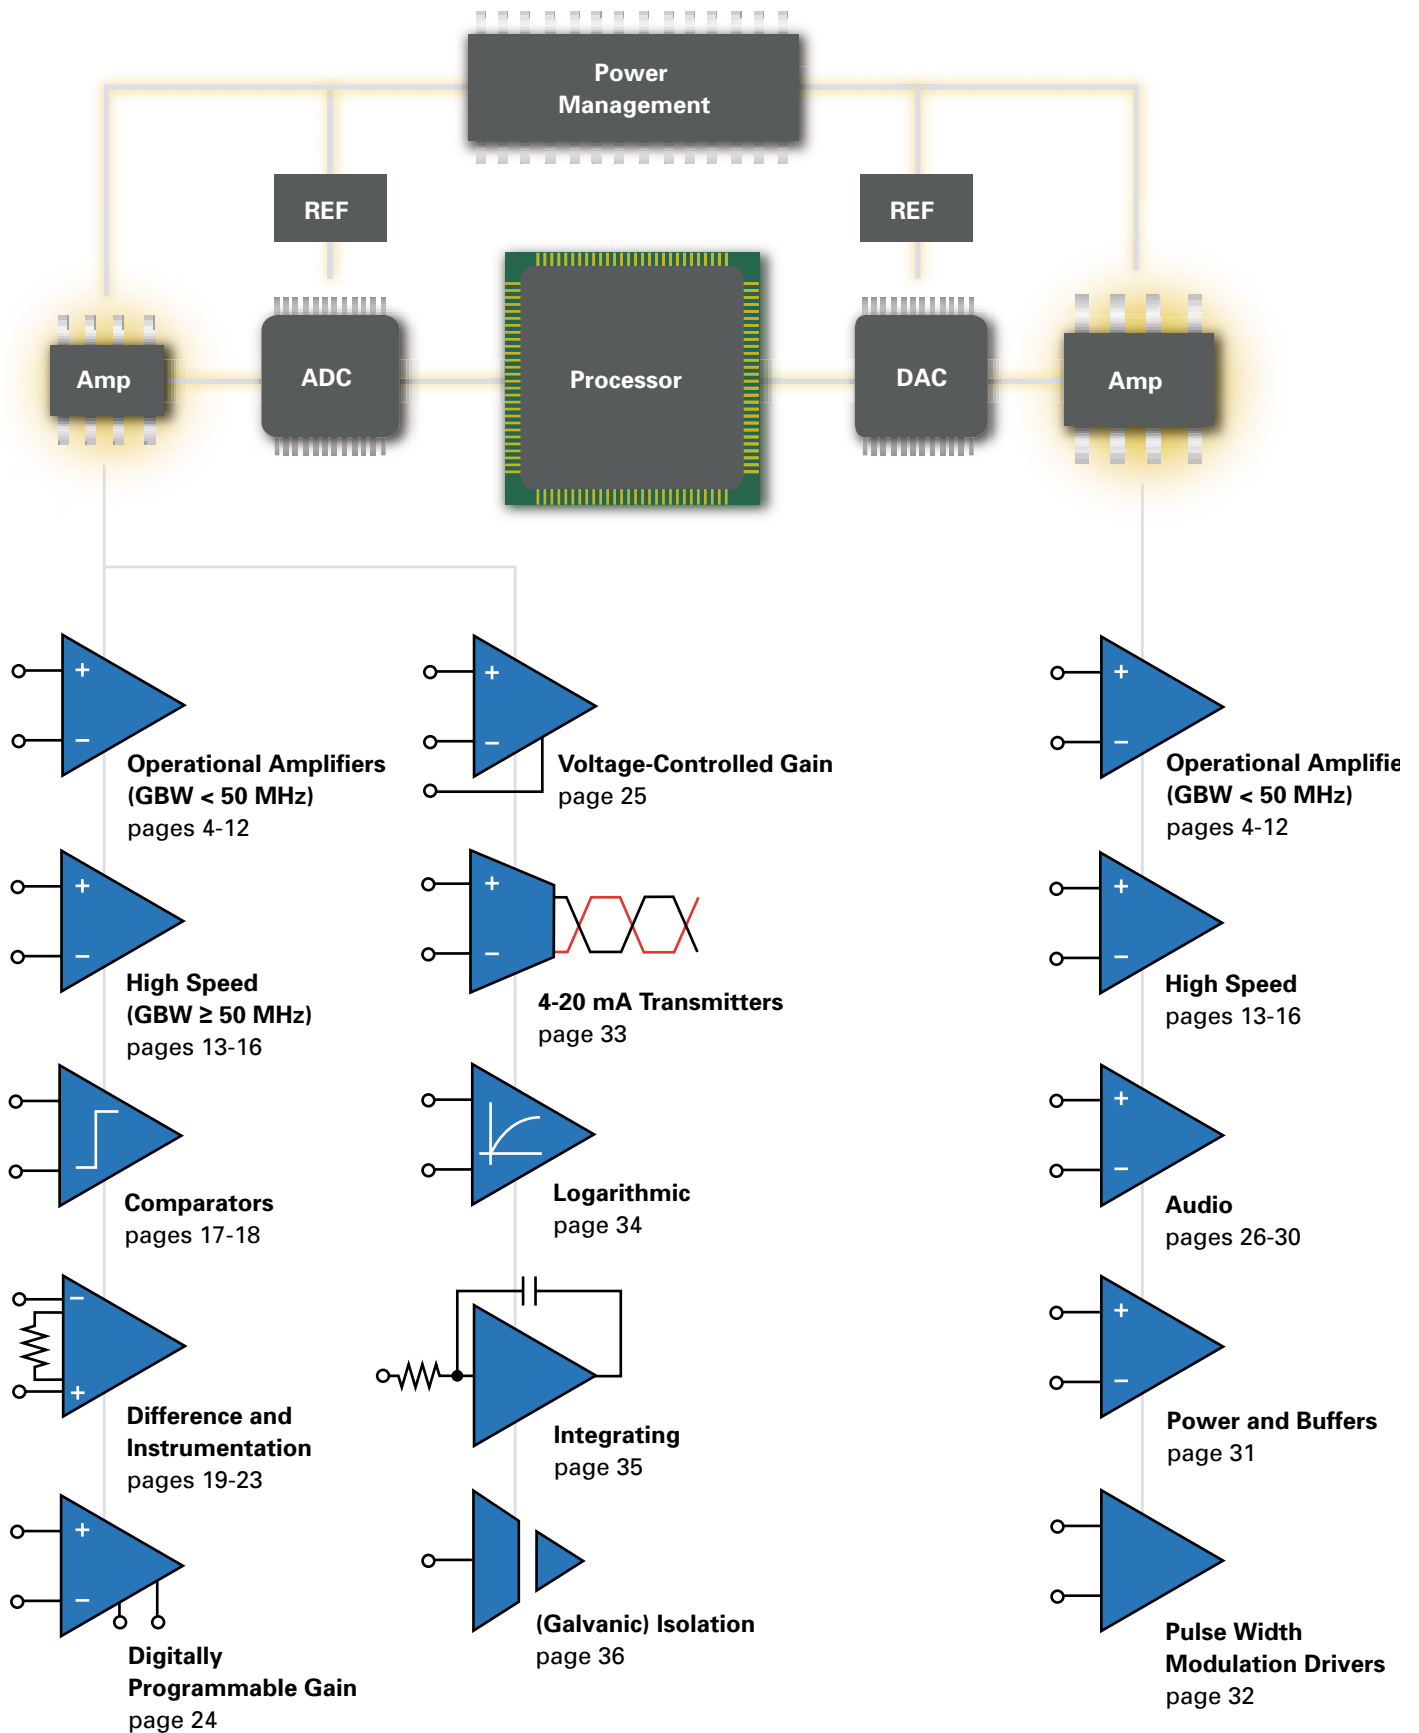 Power
Management
REF
REF
Amp
ADC
Processor
DAC
Amp
+
−
Operational Amplifiers
(GBW < 50 MHz)
pages 4-12
+
−
High Speed
(GBW ≥ 50 MHz)
pages 13-16
Comparators
pages 17-18
−
+
Difference and
Instrumentation
pages 19-23
+
−
Digitally
Programmable Gain
page 24
+
−
Voltage-Controlled Gain
page 25
+
−
4-20 mA Transmitters
page 33
Logarithmic
page 34
Integrating
page 35
(Galvanic) Isolation
page 36
+
−
Operational Amplifie
(GBW < 50 MHz)
pages 4-12
+
−
High Speed
pages 13-16
+
−
Audio
pages 26-30
+
−
Power and Buffers
page 31
Pulse Width
Modulation Drivers
page 32